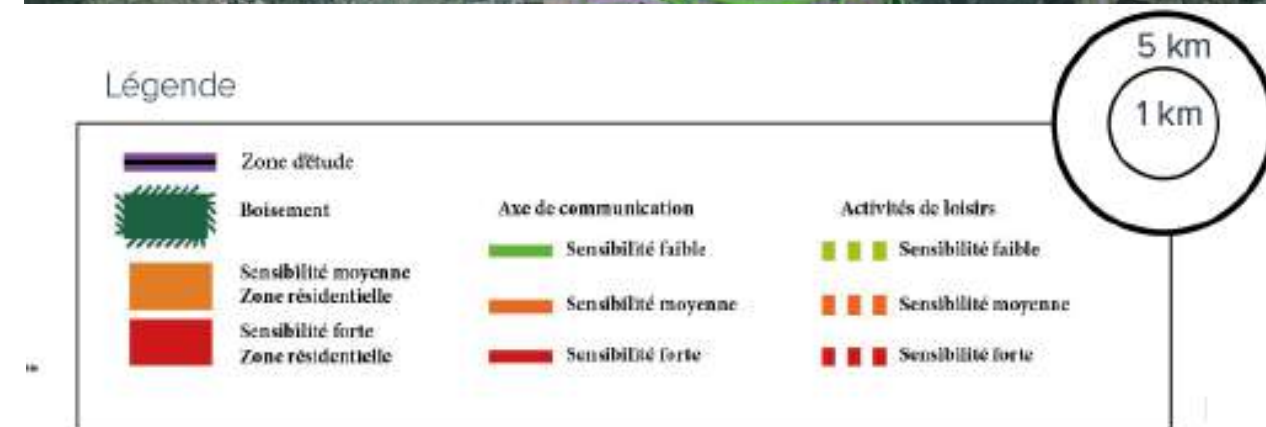 Légende
5 km
1 km
Zone d'étude
Boisement
Sensibilité moyenne
Zone résidentielle
Sensibilité forte
Zone résidentielle
Axe de communication
Sensibilité faible
Sensibilité moyenne
Sensibilité forte
Activités de loisirs
Sensibilité faible
Sensibilité moyenne
Sensibilité forte